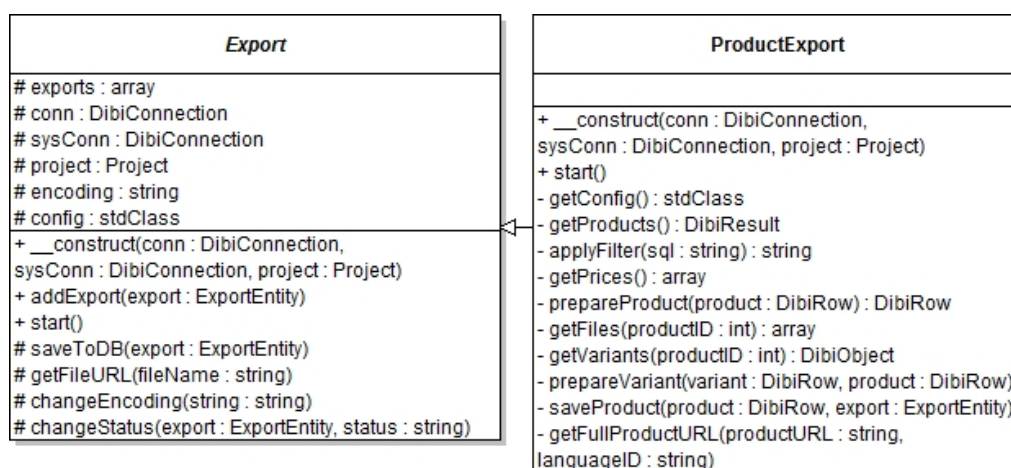 Export
# exports : array
# conn : DibiConnection
# sysConn : DibiConnection
# project : Project
# encoding : string
# config : stdClass
+ __construct(conn : DibiConnection,
sysConn : DibiConnection, project : Project)
+ addExport(export : ExportEntity)
+ start()
# saveToDB(export : ExportEntity)
# getFileURL(fileName : string)
# changeEncoding(string : string)
# changeStatus(export : ExportEntity, status : string)
ProductExport
+ __construct(conn : DibiConnection,
sysConn : DibiConnection, project : Project)
+ start()
- getConfig() : stdClass
- getProducts() : DibiResult
- applyFilter(sql : string) : string
- getPrices() : array
- prepareProduct(product : DibiRow) : DibiRow
- getFiles(productID : int) : array
- getVariants(productID : int) : DibiObject
- prepareVariant(variant : DibiRow, product : DibiRow)
- saveProduct(product : DibiRow, export : ExportEntity)
- getFullProductURL(productURL : string,
languageID : string)